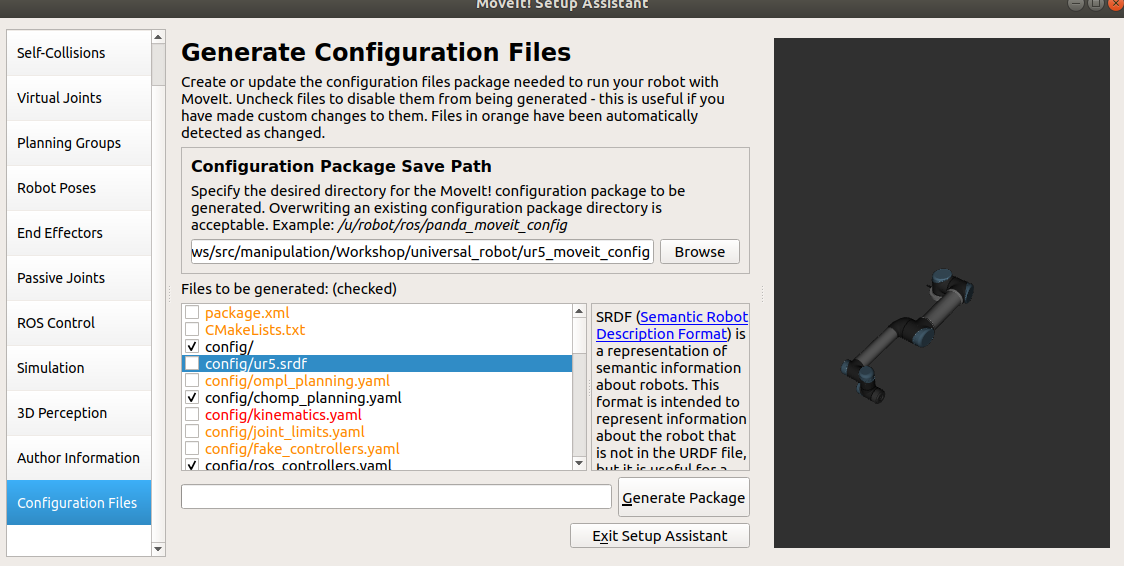 MoveIt! Setup Assistant
Self-Collisions
Virtual Joints
Planning Groups
Robot Poses
End Effectors
Passive Joints
ROS Control
Simulation
3D Perception
Author Information
Configuration Files
Generate Configuration Files
Create or update the configuration files package needed to run your robot with
MoveIt. Uncheck files to disable them from being generated - this is useful if you
have made custom changes to them. Files in orange have been automatically
detected as changed.
Configuration Package Save Path
Specify the desired directory for the MoveIt! configuration package to be
generated. Overwriting an existing configuration package directory is
acceptable. Example: /u/robot/ros/panda_moveit_config
ws/src/manipulation/Workshop/universal_robot/ur5_moveit_config
Browse
Files to be generated: (checked)
package.xml
CMakeLists.txt
config/
config/ur5.srdf
config/ompl_planning.yaml
config/chomp_planning.yaml
config/kinematics.yaml
config/joint_limits.yaml
config/fake_controllers.yaml
config/ros_controllers.yaml
SRDF (Semantic Robot
Description Format) is
a representation of
semantic information
about robots. This
format is intended to
represent information
about the robot that
is not in the URDF file,
but it is useful for a
Generate Package
Exit Setup Assistant